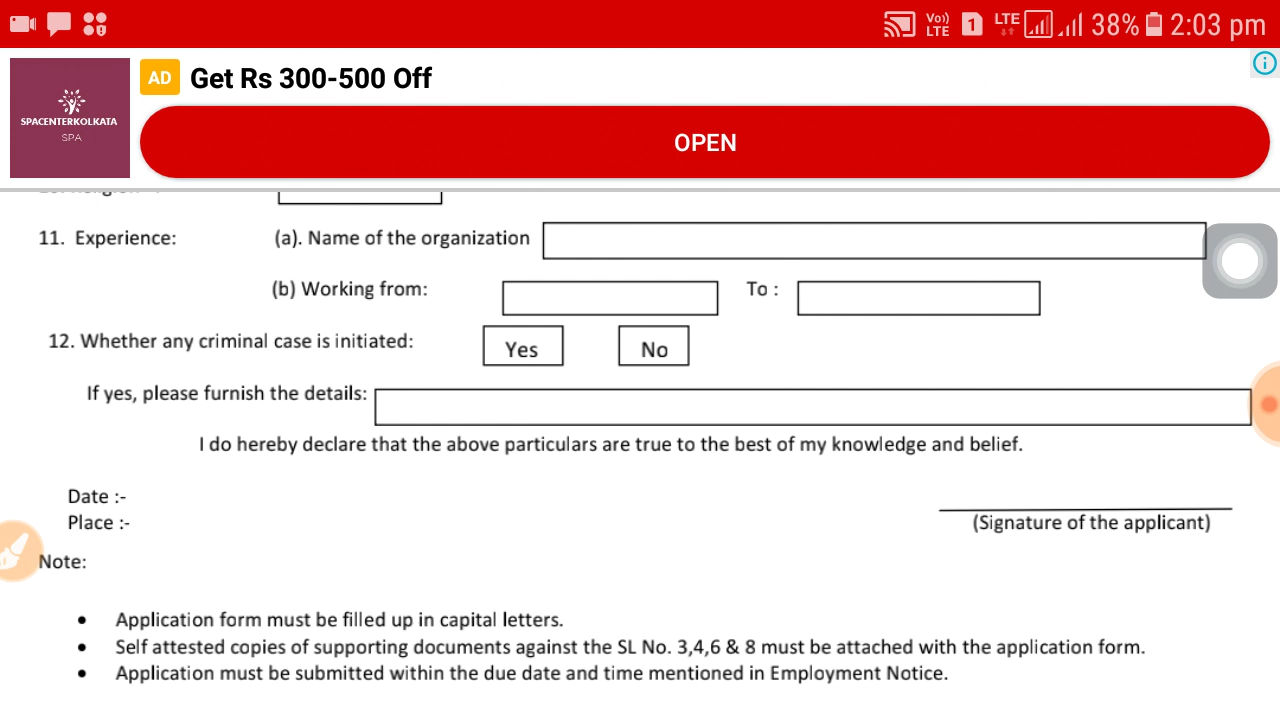 Vo)) LTE 1 LTE 38% 2:03 pm
SPACENTERKOLKATA
SPA
AD Get Rs 300-500 Off
OPEN
11. Experience: (a). Name of the organization
(b) Working from: To :
12. Whether any criminal case is initiated: Yes No
If yes, please furnish the details:
I do hereby declare that the above particulars are true to the best of my knowledge and belief.
Date :-
Place :-
(Signature of the applicant)
Note:
• Application form must be filled up in capital letters.
• Self attested copies of supporting documents against the SL No. 3,4,6 & 8 must be attached with the application form.
• Application must be submitted within the due date and time mentioned in Employment Notice.